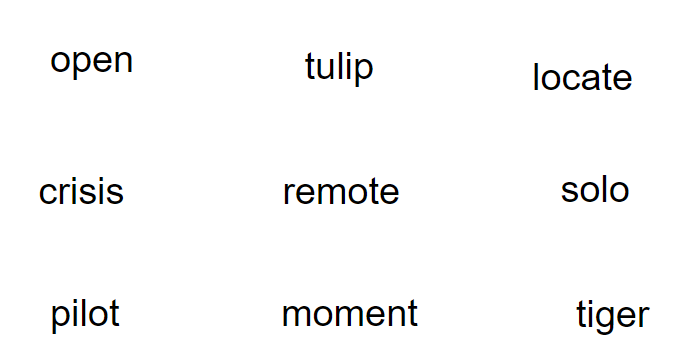 open tulip locate
crisis remote solo
pilot moment tiger